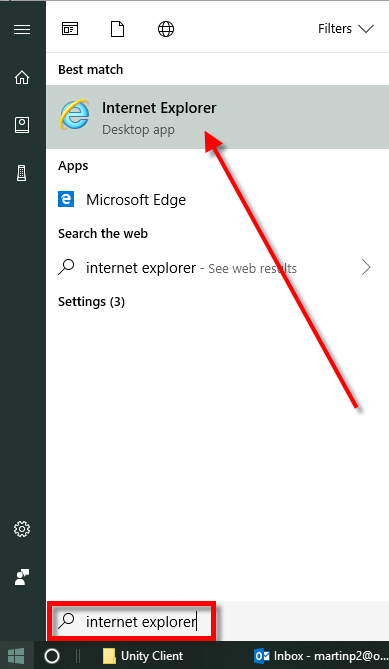 Filters
Best match
Internet Explorer
Desktop app
Apps
Microsoft Edge
Search the web
internet explorer - See web results
Settings (3)
internet explorer
Unity Client
Inbox - martinp2@o...